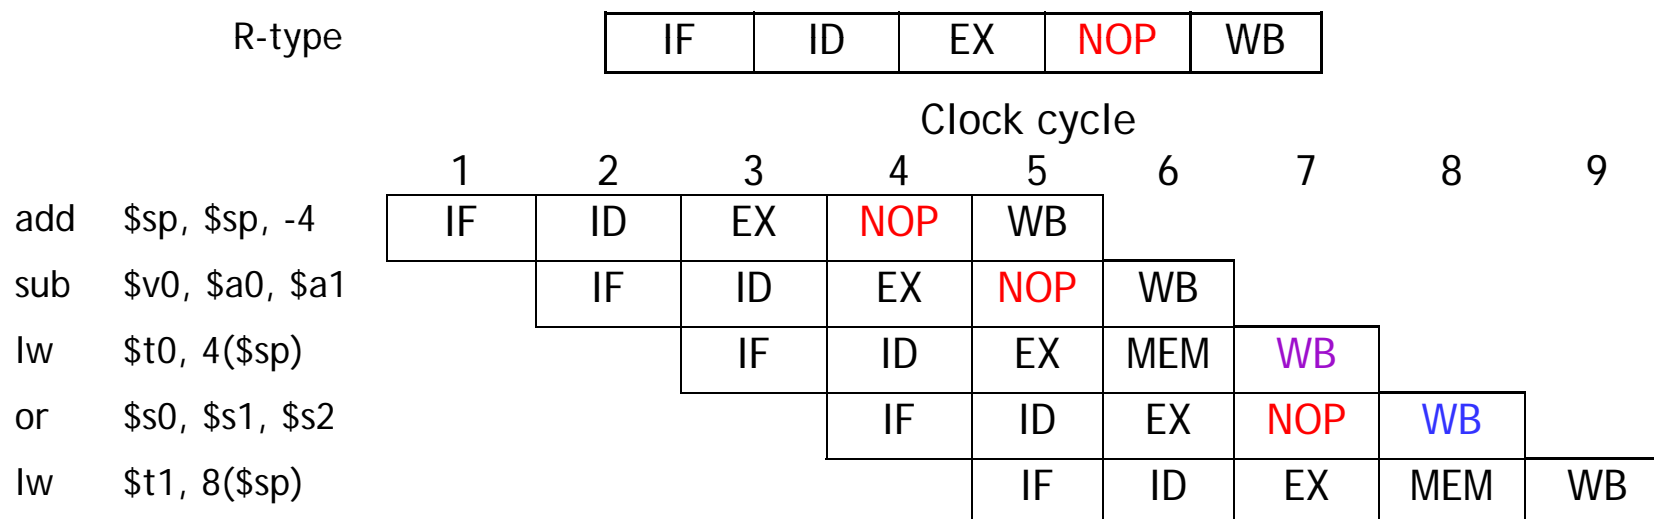 R-type IF ID EX NOP WB
Clock cycle
1 2 3 4 5 6 7 8 9
add $sp, $sp, -4 IF ID EX NOP WB
sub $v0, $a0, $a1 IF ID EX NOP WB
lw $t0, 4($sp) IF ID EX MEM WB
or $s0, $s1, $s2 IF ID EX NOP WB
lw $t1, 8($sp) IF ID EX MEM WB